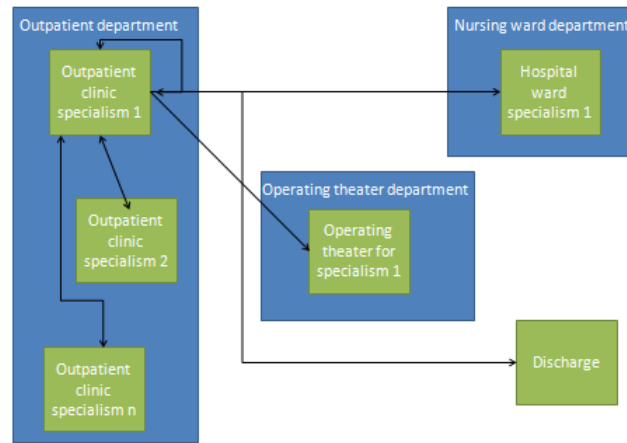 Outpatient department
Outpatient
clinic
specialism 1
Outpatient
clinic
specialism 2
Outpatient
clinic
specialism n
Nursing ward department
Hospital
ward
specialism 1
Operating theater department
Operating
theater for
specialism 1
Discharge